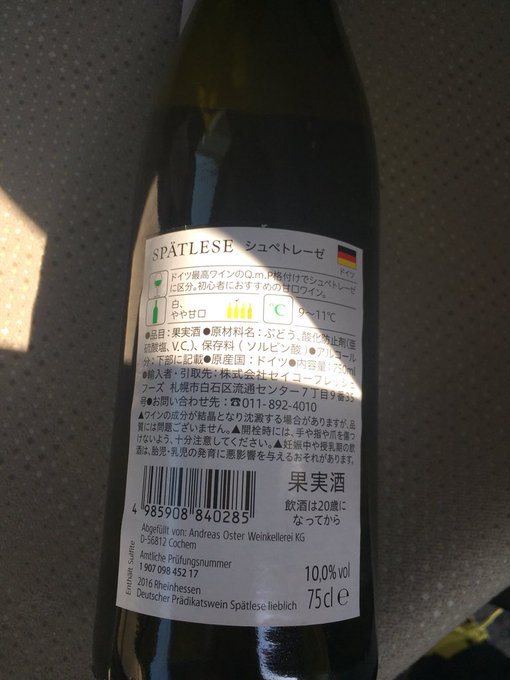 SPÄTLESE シュペトレーゼ
ドイツ
ドイツ最高ワインのQ.m.P格付けでシュペトレーゼ
に区分。初心者におすすめの甘口ワイン。
白、
やや甘口
℃
9〜11℃
●品目:果実酒●原材料名:ぶどう、酸化防止剤(亜
硫酸塩、V.C.)、保存料(ソルビン酸)●アルコール
分:下部に記載●原産国:ドイツ●内容量:750ml
●輸入者・引取先:株式会社セイコーフレッシュ
フーズ 札幌市白石区流通センター7丁目9番35
号●お問い合わせ先:☎011-892-4010
▲ワインの成分が結晶となり沈澱する場合がありますが、品
質には問題ございません。▲開栓時には、手や指や爪を傷つ
けないよう、十分注意してください。▲妊娠中や授乳期の飲
酒は、胎児・乳児の発育に悪影響を与えるおそれがあります。
果実酒
飲酒は20歳に
なってから
4 985908 840285
Abgefüllt von: Andreas Oster Weinkellerei KG
D-56812 Cochem
Amtliche Prüfungsnummer
1 907 098 452 17
2016 Rheinhessen
Deutscher Prädikatswein Spätlese lieblich
Enthält Sulfite
10,0% vol
75 cl e